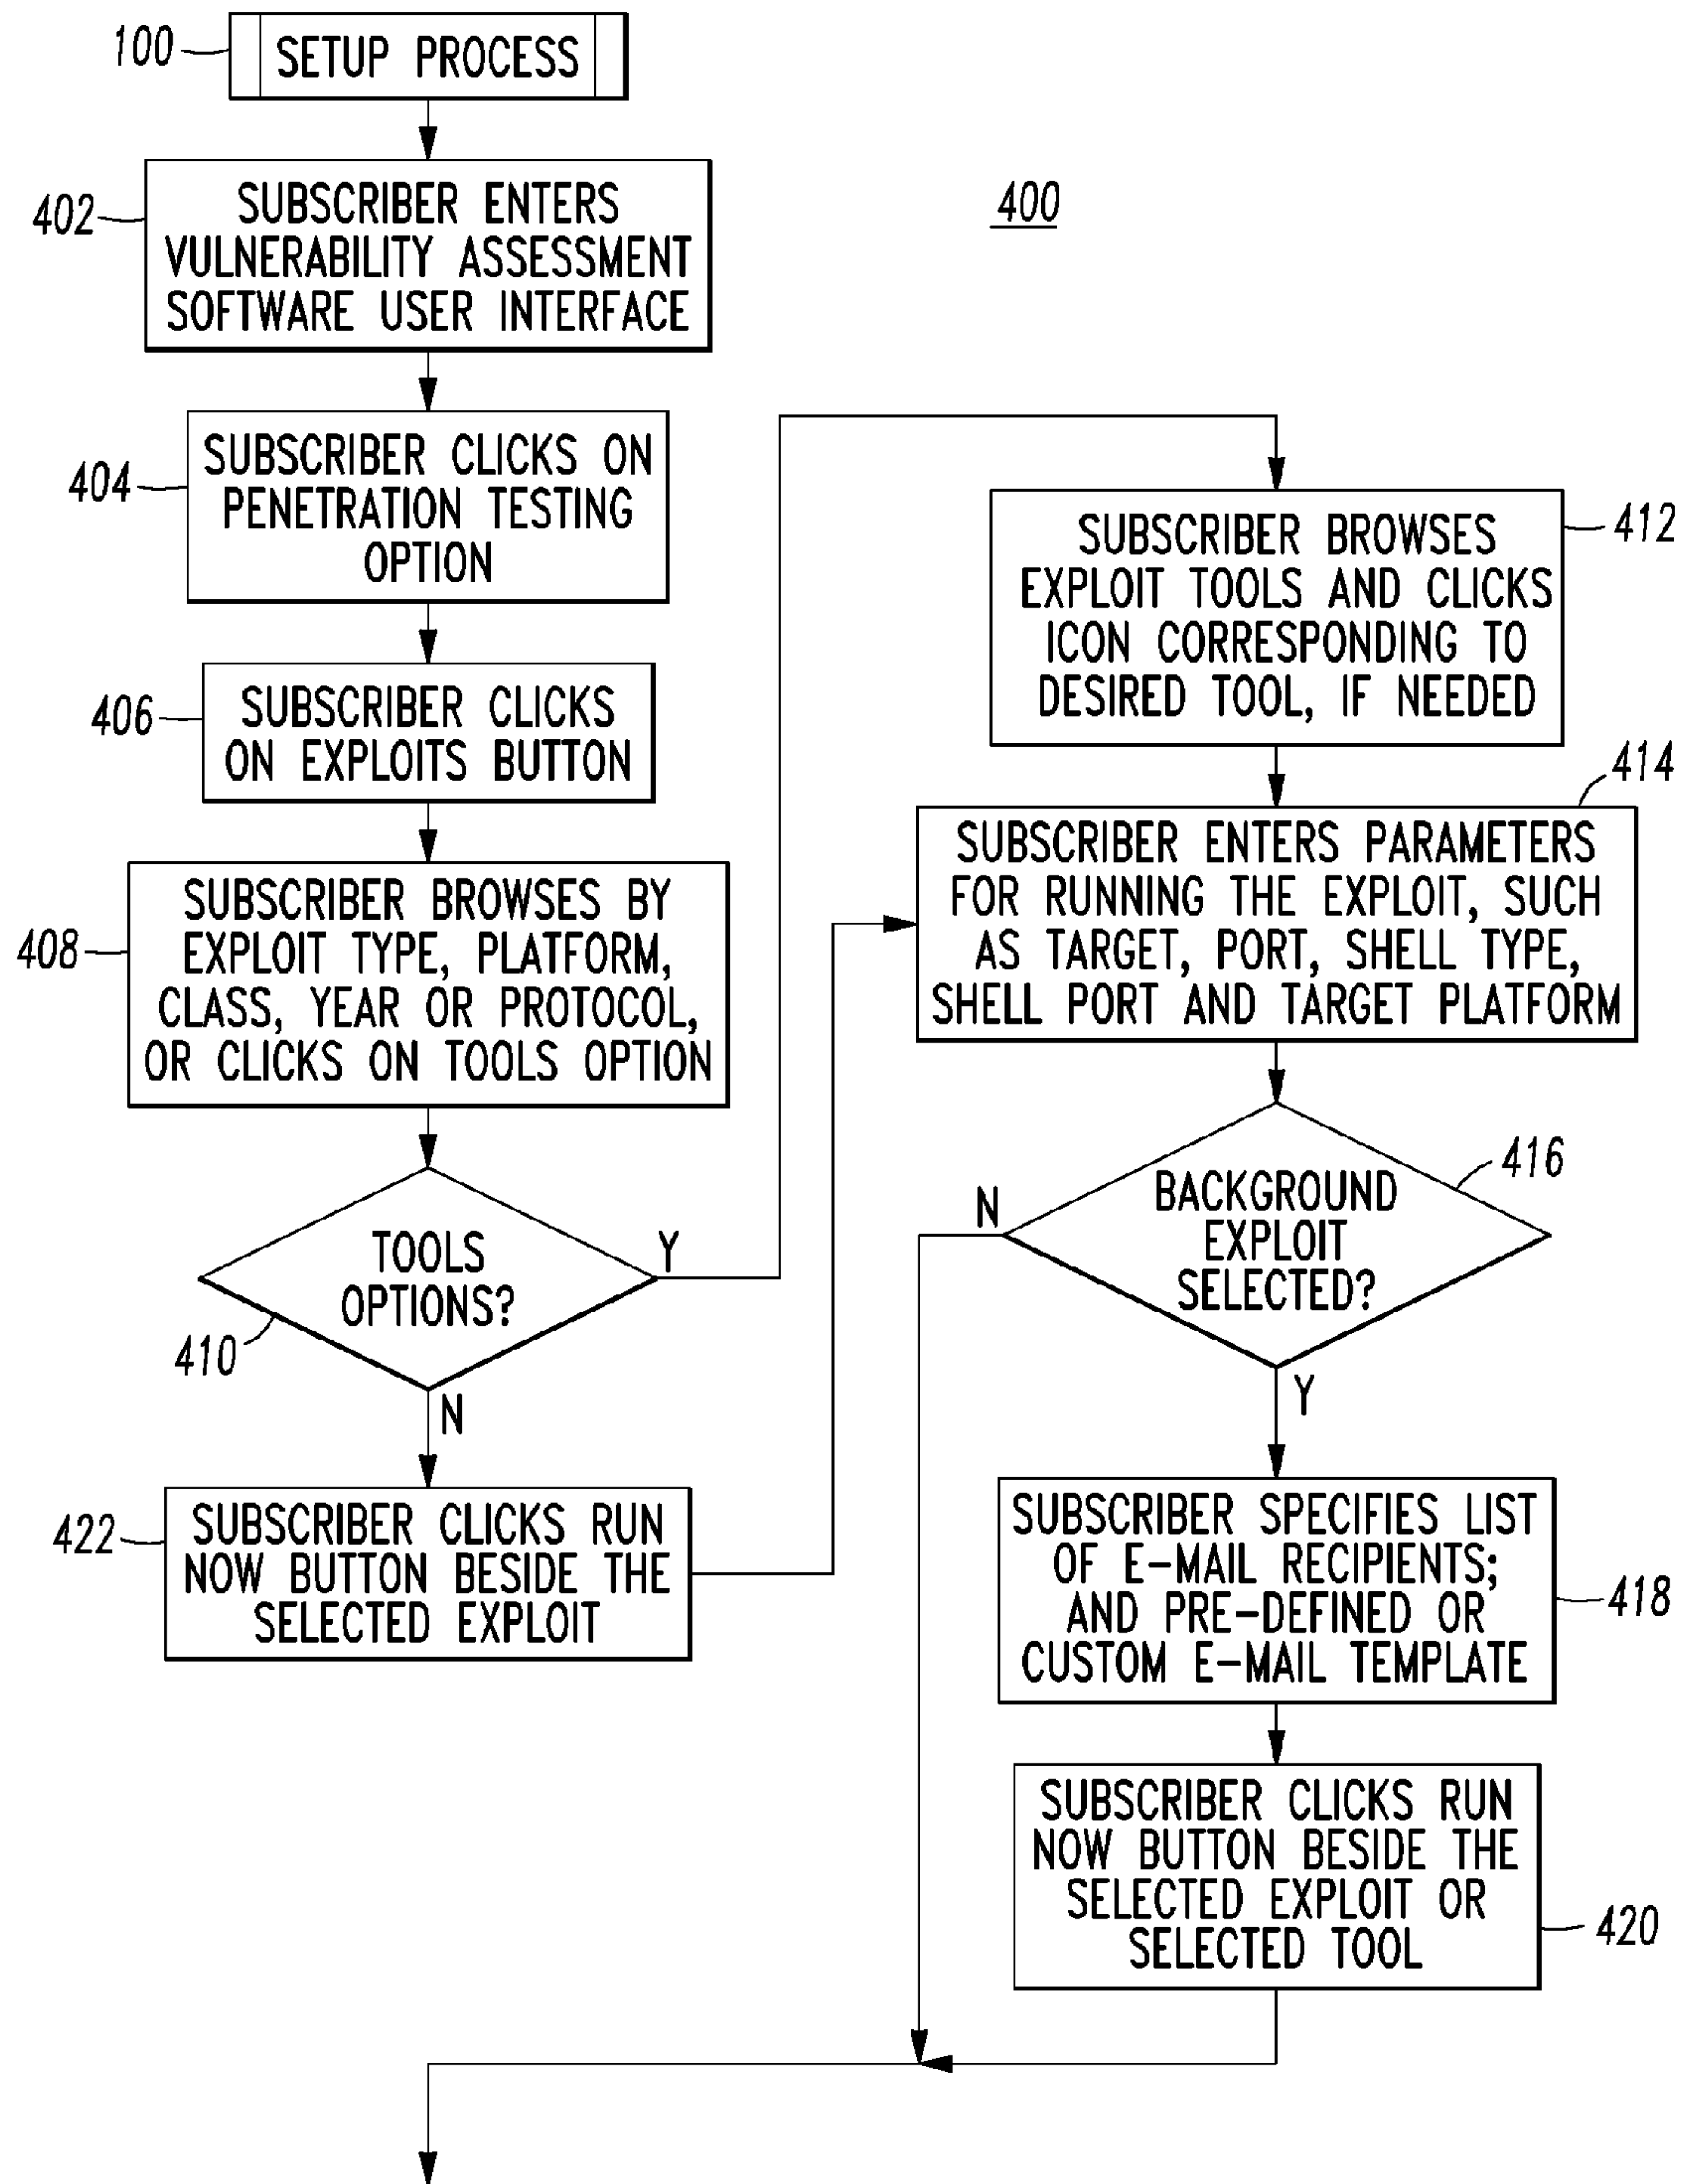 100
SETUP PROCESS
400
402
SUBSCRIBER ENTERS
VULNERABILITY ASSESSMENT
SOFTWARE USER INTERFACE
404
SUBSCRIBER CLICKS ON
PENETRATION TESTING
OPTION
406
SUBSCRIBER CLICKS
ON EXPLOITS BUTTON
408
SUBSCRIBER BROWSES BY
EXPLOIT TYPE, PLATFORM,
CLASS, YEAR OR PROTOCOL,
OR CLICKS ON TOOLS OPTION
TOOLS
OPTIONS?
410
Y
N
422
SUBSCRIBER CLICKS RUN
NOW BUTTON BESIDE THE
SELECTED EXPLOIT
SUBSCRIBER BROWSES
EXPLOIT TOOLS AND CLICKS
ICON CORRESPONDING TO
DESIRED TOOL, IF NEEDED
412
414
SUBSCRIBER ENTERS PARAMETERS
FOR RUNNING THE EXPLOIT, SUCH
AS TARGET, PORT, SHELL TYPE,
SHELL PORT AND TARGET PLATFORM
416
N
BACKGROUND
EXPLOIT
SELECTED?
Y
SUBSCRIBER SPECIFIES LIST
OF E-MAIL RECIPIENTS;
AND PRE-DEFINED OR
CUSTOM E-MAIL TEMPLATE
418
SUBSCRIBER CLICKS RUN
NOW BUTTON BESIDE THE
SELECTED EXPLOIT OR
SELECTED TOOL
420